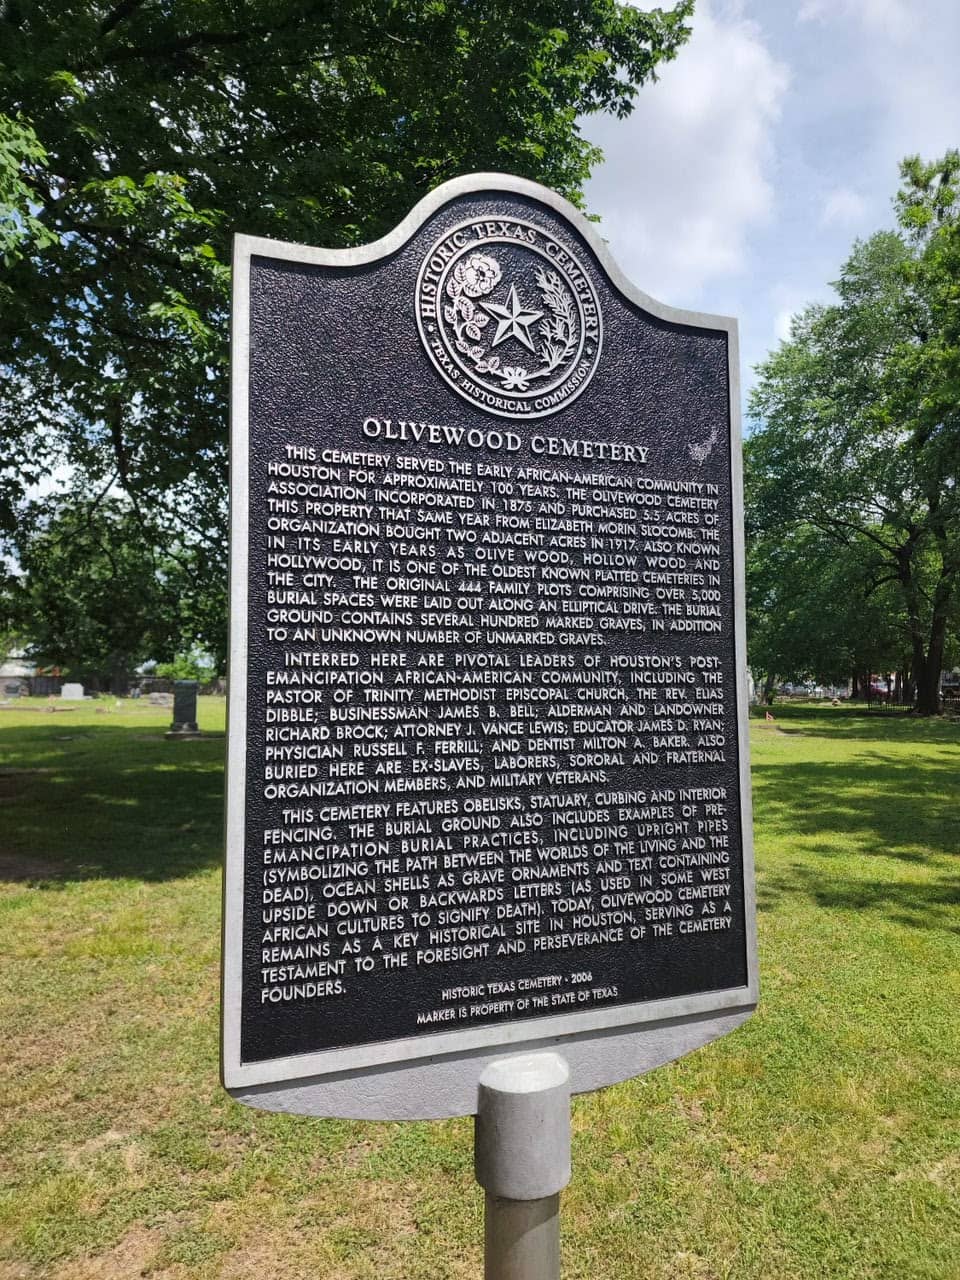 HISTORIC TEXAS CEMETERY
TEXAS HISTORICAL COMMISSION
OLIVEWOOD CEMETERY
THIS CEMETERY SERVED THE EARLY AFRICAN-AMERICAN COMMUNITY IN
HOUSTON FOR APPROXIMATELY 100 YEARS. THE OLIVEWOOD CEMETERY
ASSOCIATION INCORPORATED IN 1875 AND PURCHASED 5.5 ACRES OF
THIS PROPERTY THAT SAME YEAR FROM ELIZABETH MORIN SLOCOMB. THE
ORGANIZATION BOUGHT TWO ADJACENT ACRES IN 1917. ALSO KNOWN
IN ITS EARLY YEARS AS OLIVE WOOD, HOLLOW WOOD AND
HOLLYWOOD, IT IS ONE OF THE OLDEST KNOWN PLATTED CEMETERIES IN
THE CITY. THE ORIGINAL 444 FAMILY PLOTS COMPRISING OVER 5,000
BURIAL SPACES WERE LAID OUT ALONG AN ELLIPTICAL DRIVE. THE BURIAL
GROUND CONTAINS SEVERAL HUNDRED MARKED GRAVES, IN ADDITION
TO AN UNKNOWN NUMBER OF UNMARKED GRAVES.
INTERRED HERE ARE PIVOTAL LEADERS OF HOUSTON'S POST-
EMANCIPATION AFRICAN-AMERICAN COMMUNITY, INCLUDING THE
PASTOR OF TRINITY METHODIST EPISCOPAL CHURCH, THE REV. ELIAS
DIBBLE; BUSINESSMAN JAMES B. BELL; ALDERMAN AND LANDOWNER
RICHARD BROCK; ATTORNEY J. VANCE LEWIS; EDUCATOR JAMES D. RYAN;
PHYSICIAN RUSSELL F. FERRILL; AND DENTIST MILTON A. BAKER. ALSO
BURIED HERE ARE EX-SLAVES, LABORERS, SORORAL AND FRATERNAL
ORGANIZATION MEMBERS, AND MILITARY VETERANS.
THIS CEMETERY FEATURES OBELISKS, STATUARY, CURBING AND INTERIOR
FENCING. THE BURIAL GROUND ALSO INCLUDES EXAMPLES OF PRE-
EMANCIPATION BURIAL PRACTICES, INCLUDING UPRIGHT PIPES
(SYMBOLIZING THE PATH BETWEEN THE WORLDS OF THE LIVING AND THE
DEAD), OCEAN SHELLS AS GRAVE ORNAMENTS AND TEXT CONTAINING
UPSIDE DOWN OR BACKWARDS LETTERS (AS USED IN SOME WEST
AFRICAN CULTURES TO SIGNIFY DEATH). TODAY, OLIVEWOOD CEMETERY
REMAINS AS A KEY HISTORICAL SITE IN HOUSTON, SERVING AS A
TESTAMENT TO THE FORESIGHT AND PERSEVERANCE OF THE CEMETERY
FOUNDERS.
HISTORIC TEXAS CEMETERY - 2006
MARKER IS PROPERTY OF THE STATE OF TEXAS